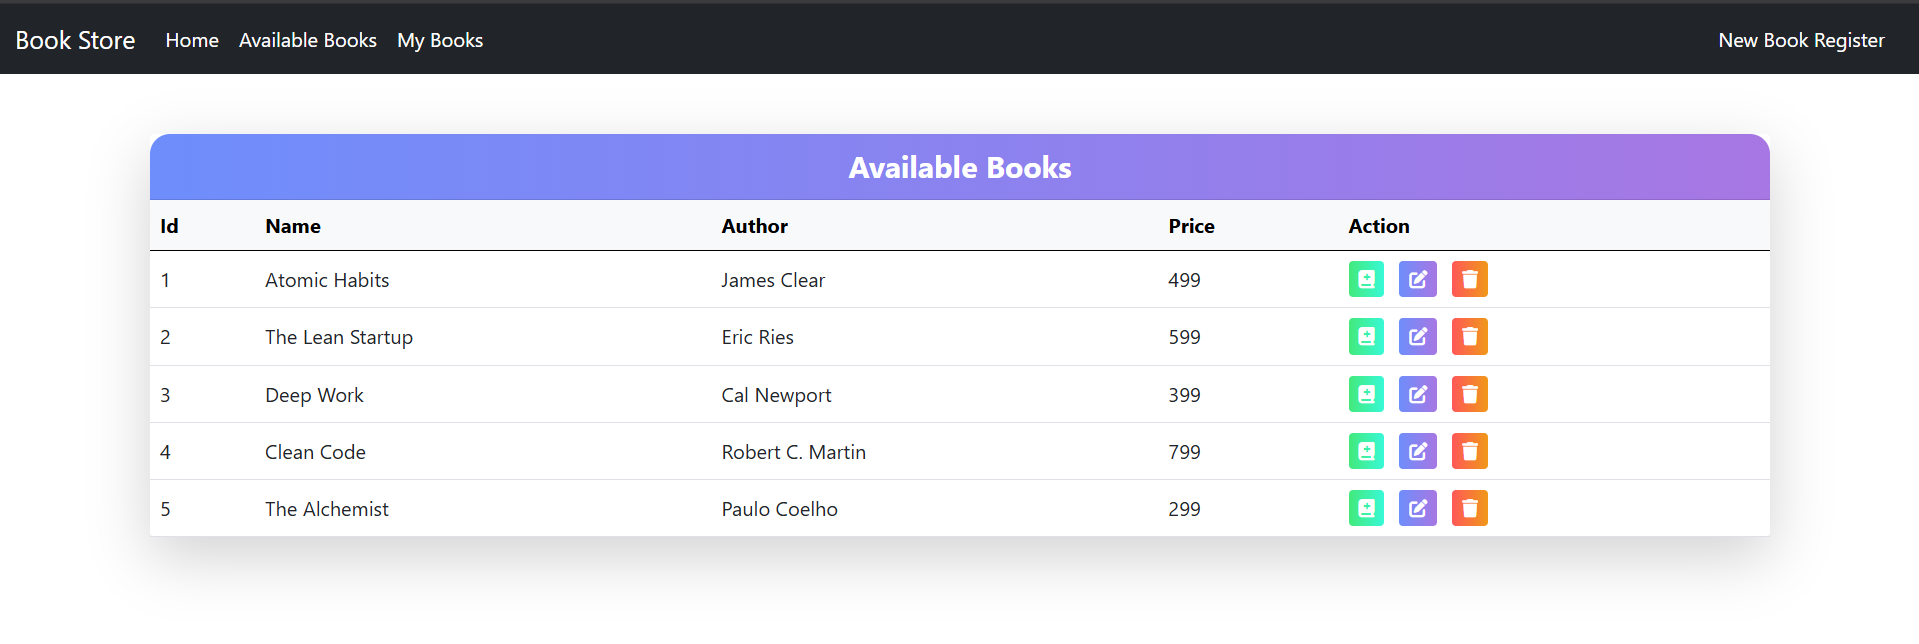 Book Store Home Available Books My Books New Book Register
Available Books
Id Name Author Price Action
1 Atomic Habits James Clear 499
2 The Lean Startup Eric Ries 599
3 Deep Work Cal Newport 399
4 Clean Code Robert C. Martin 799
5 The Alchemist Paulo Coelho 299